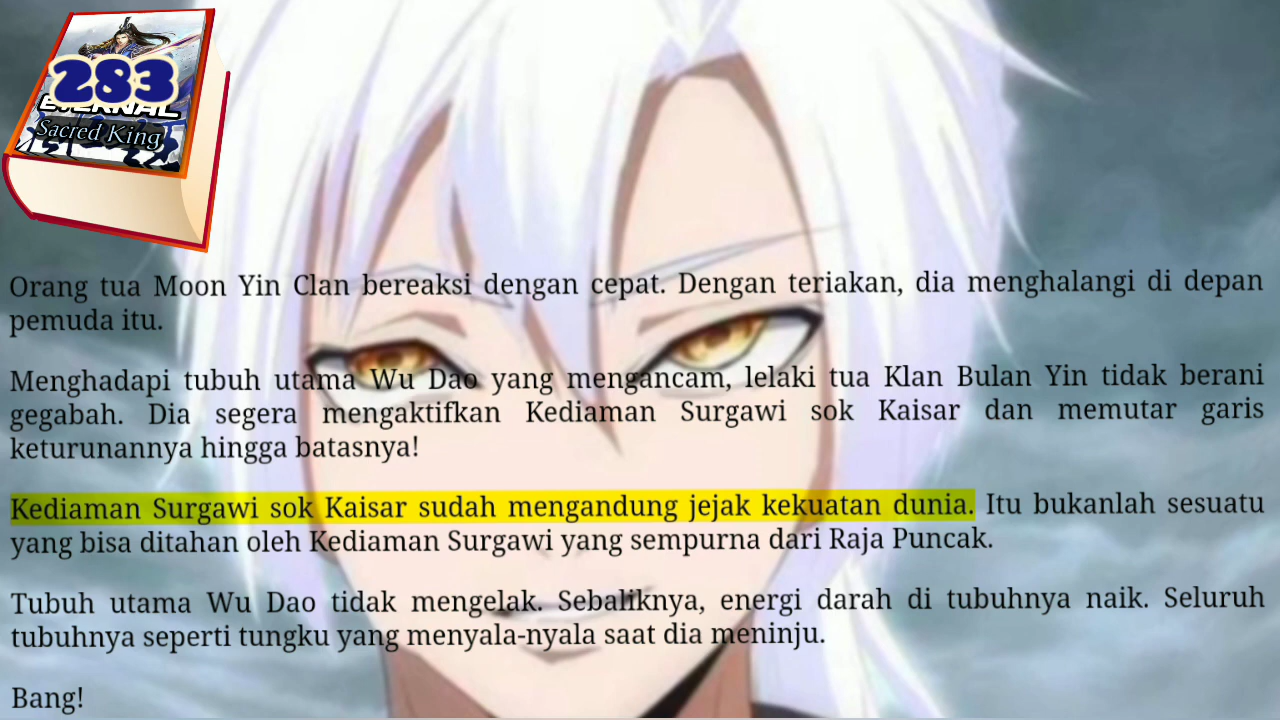 283
ETERNAL
Sacred King
Orang tua Moon Yin Clan bereaksi dengan cepat. Dengan teriakan, dia menghalangi di depan
pemuda itu.
Menghadapi tubuh utama Wu Dao yang mengancam, lelaki tua Klan Bulan Yin tidak berani
gegabah. Dia segera mengaktifkan Kediaman Surgawi sok Kaisar dan memutar garis
keturunannya hingga batasnya!
Kediaman Surgawi sok Kaisar sudah mengandung jejak kekuatan dunia. Itu bukanlah sesuatu
yang bisa ditahan oleh Kediaman Surgawi yang sempurna dari Raja Puncak.
Tubuh utama Wu Dao tidak mengelak. Sebaliknya, energi darah di tubuhnya naik. Seluruh
tubuhnya seperti tungku yang menyala-nyala saat dia meninju.
Bang!